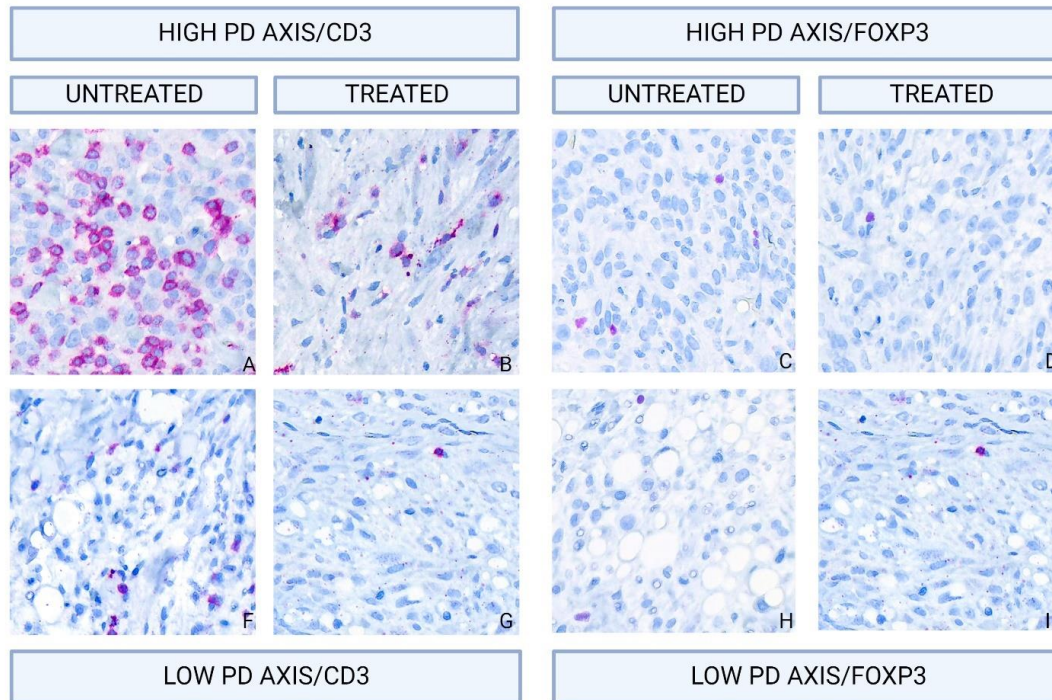 HIGH PD AXIS/CD3
HIGH PD AXIS/FOXP3
UNTREATED
TREATED
UNTREATED
TREATED
A
B
C
D
F
G
H
I
LOW PD AXIS/CD3
LOW PD AXIS/FOXP3